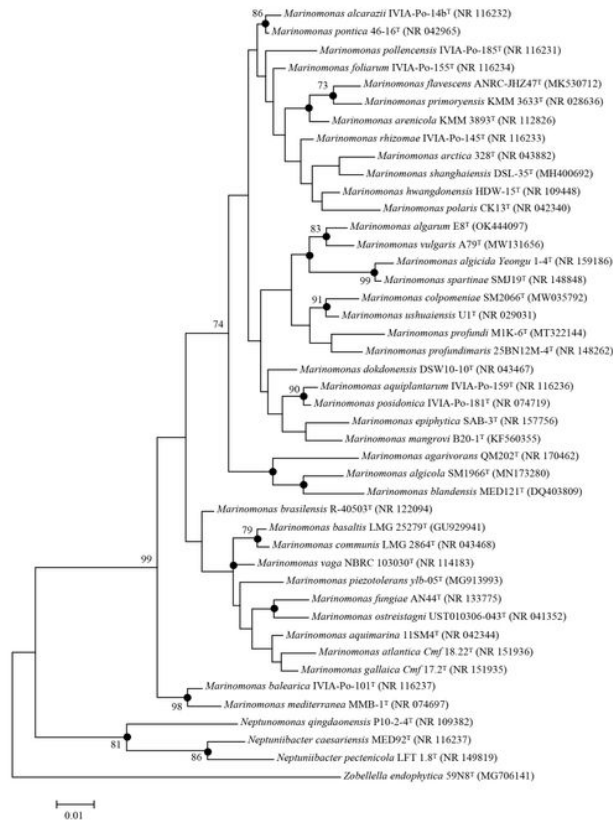 86
Marinomonas alcarazii IVIA-Po-14bᵀ (NR 116232)
Marinomonas pontica 46-16ᵀ (NR 042965)
Marinomonas pollencensis IVIA-Po-185ᵀ (NR 116231)
Marinomonas foliarum IVIA-Po-155ᵀ (NR 116234)
73
Marinomonas flavescens ANRC-JHZ47ᵀ (MK530712)
Marinomonas primoryensis KMM 3633ᵀ (NR 028636)
Marinomonas arenicola KMM 3893ᵀ (NR 112826)
Marinomonas rhizomae IVIA-Po-145ᵀ (NR 116233)
Marinomonas arctica 328ᵀ (NR 043882)
Marinomonas shanghaiensis DSL-35ᵀ (MH400692)
Marinomonas hwangdonensis HDW-15ᵀ (NR 109448)
Marinomonas polaris CK13ᵀ (NR 042340)
Marinomonas algarum E8ᵀ (OK444097)
83
Marinomonas vulgaris A79ᵀ (MW131656)
Marinomonas algicida Yeongu 1-4ᵀ (NR 159186)
99
Marinomonas spartinae SMJ19ᵀ (NR 148848)
Marinomonas colpomeniae SM2066ᵀ (MW035792)
91
Marinomonas ushuaiensis U1ᵀ (NR 029031)
74
Marinomonas profundi M1K-6ᵀ (MT322144)
Marinomonas profundimaris 25BN12M-4ᵀ (NR 148262)
Marinomonas dokdonensis DSW10-10ᵀ (NR 043467)
90
Marinomonas aquiplantarum IVIA-Po-159ᵀ (NR 116236)
Marinomonas posidonica IVIA-Po-181ᵀ (NR 074719)
Marinomonas epiphytica SAB-3ᵀ (NR 157756)
Marinomonas mangrovi B20-1ᵀ (KF560355)
Marinomonas agarivorans QM202ᵀ (NR 170462)
Marinomonas algicola SM1966ᵀ (MN173280)
Marinomonas blandensis MED121ᵀ (DQ403809)
Marinomonas brasilensis R-40503ᵀ (NR 122094)
79
Marinomonas basaltis LMG 25279ᵀ (GU929941)
Marinomonas communis LMG 2864ᵀ (NR 043468)
99
Marinomonas vaga NBRC 103030ᵀ (NR 114183)
Marinomonas piezotolerans ylb-05ᵀ (MG913993)
Marinomonas fungiae AN44ᵀ (NR 133775)
Marinomonas ostreistagni UST010306-043ᵀ (NR 041352)
Marinomonas aquimarina 11SM4ᵀ (NR 042344)
Marinomonas atlantica Cmf 18.22ᵀ (NR 151936)
Marinomonas gallaica Cmf 17.2ᵀ (NR 151935)
Marinomonas balearica IVIA-Po-101ᵀ (NR 116237)
98
Marinomonas mediterranea MMB-1ᵀ (NR 074697)
Neptunomonas qingdaonensis P10-2-4ᵀ (NR 109382)
81
Neptuniibacter caesariensis MED92ᵀ (NR 116237)
86
Neptuniibacter pectenicola LFT 1.8ᵀ (NR 149819)
Zobellella endophytica 59N8ᵀ (MG706141)
0.01